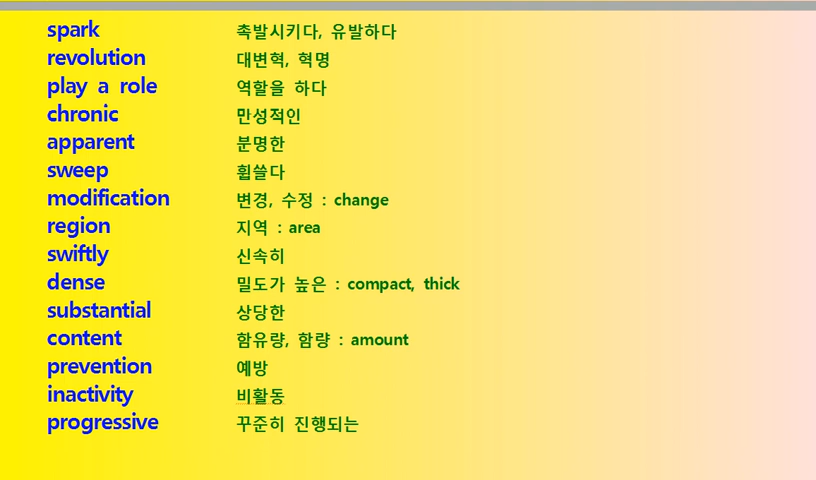 spark 촉발시키다, 유발하다
revolution 대변혁, 혁명
play a role 역할을 하다
chronic 만성적인
apparent 분명한
sweep 휩쓸다
modification 변경, 수정 : change
region 지역 : area
swiftly 신속히
dense 밀도가 높은 : compact, thick
substantial 상당한
content 함유량, 함량 : amount
prevention 예방
inactivity 비활동
progressive 꾸준히 진행되는